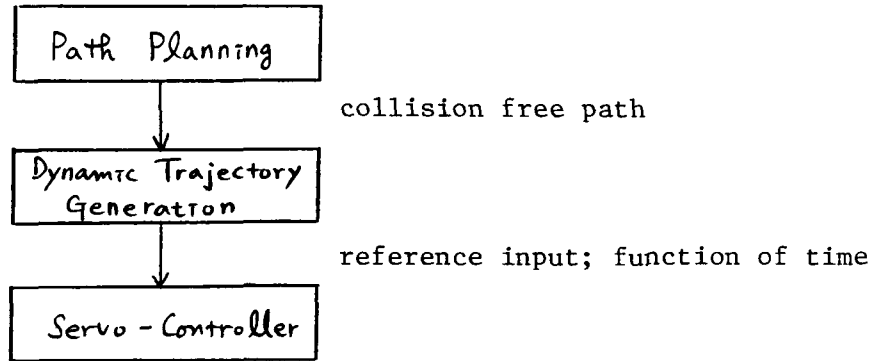 Path Planning
collision free path
Dynamic Trajectory
Generation
reference input; function of time
Servo-Controller